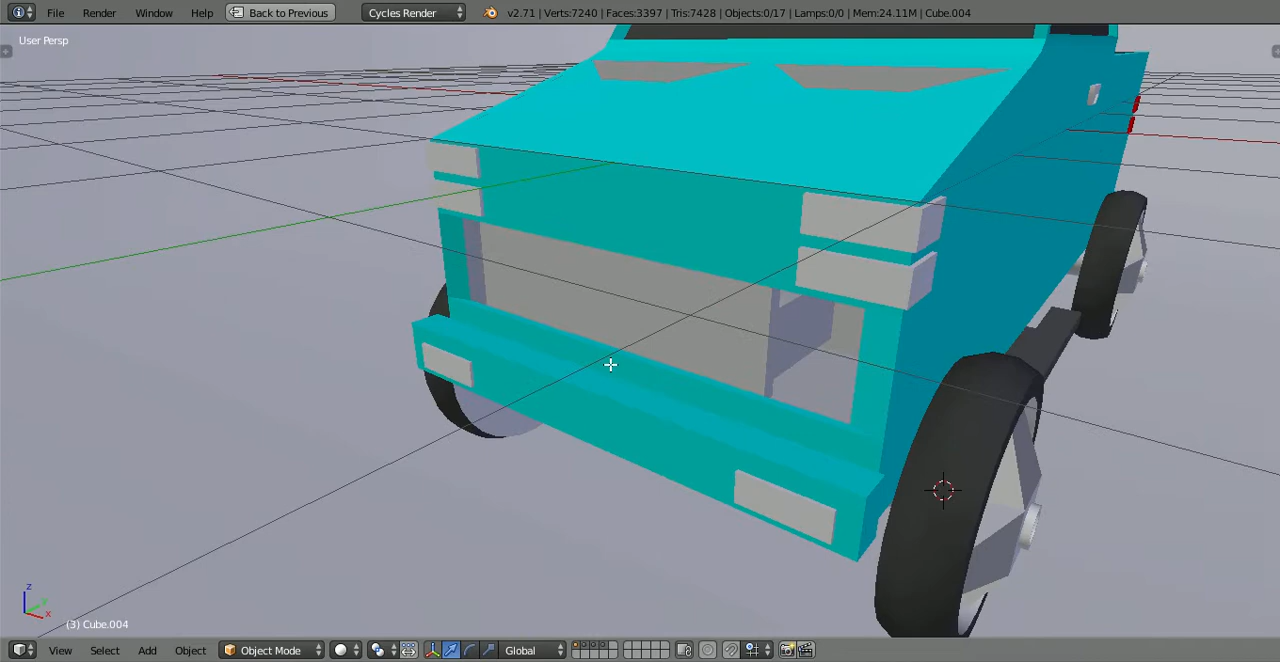 File Render Window Help Back to Previous Cycles Render v2.71 | Verts:7240 | Faces:3397 | Tris:7428 | Objects:0/17 | Lamps:0/0 | Mem:24.11M | Cube.004
User Persp
z
y
x
(3) Cube.004
View Select Add Object Object Mode Global